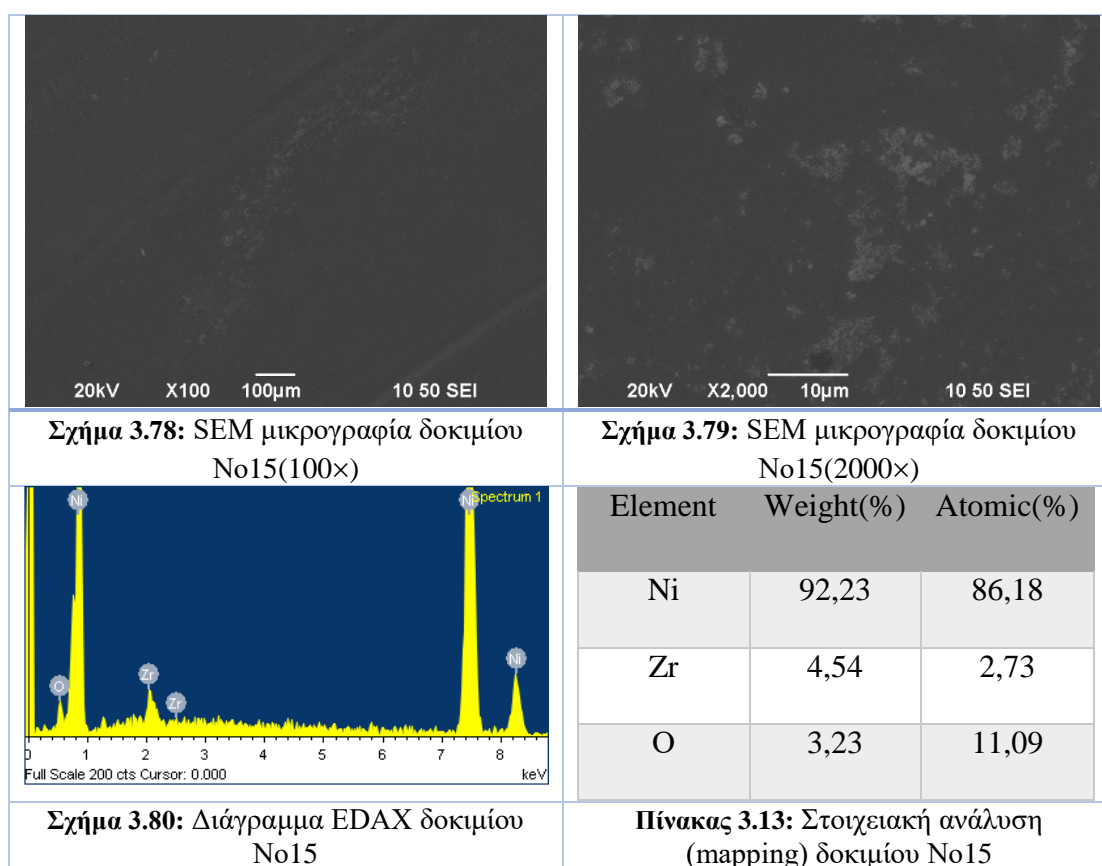 20kV X100 100µm 10 50 SEI
20kV X2,000 10µm 10 50 SEI
Σχήμα 3.78: SEM μικρογραφία δοκιμίου
No15(100×)
Σχήμα 3.79: SEM μικρογραφία δοκιμίου
No15(2000×)
Spectrum 1
Ni Ni
Ni
Zr
O
Zr
0 1 2 3 4 5 6 7 8
Full Scale 200 cts Cursor: 0.000 keV
Element Weight(%) Atomic(%)
Ni 92,23 86,18
Zr 4,54 2,73
O 3,23 11,09
Σχήμα 3.80: Διάγραμμα EDAX δοκιμίου
No15
Πίνακας 3.13: Στοιχειακή ανάλυση
(mapping) δοκιμίου No15